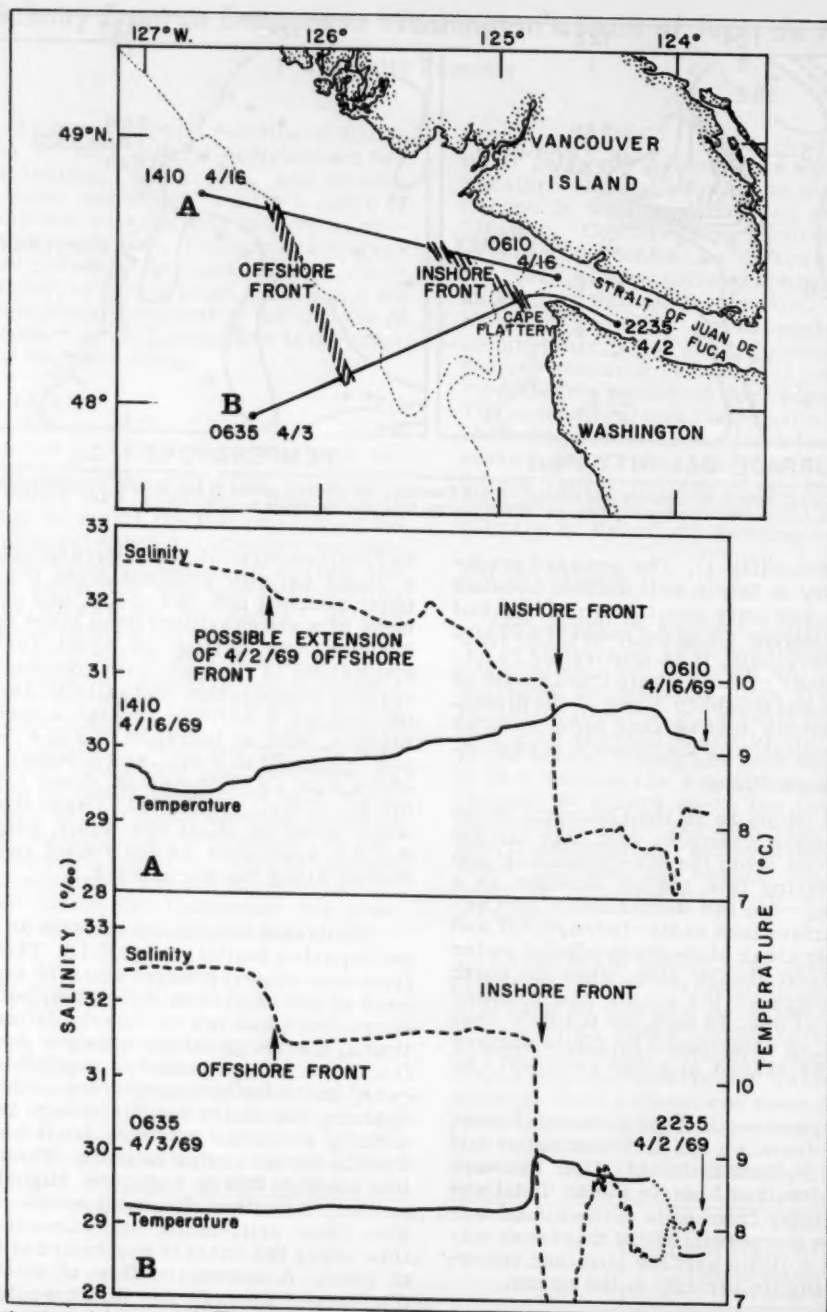 127° W. 126° 125° 124°
49° N.
48°
VANCOUVER
ISLAND
1410 4/16
A
0610
4/16
OFFSHORE
FRONT
INSHORE
FRONT
STRAIT OF JUAN DE
FUCA
CAPE
FLATTERY
2235
4/2
B
0635 4/3
WASHINGTON
33
Salinity
32
INSHORE FRONT
POSSIBLE EXTENSION
OF 4/2/69 OFFSHORE
FRONT
31
0610
4/16/69
10
1410
4/16/69
30
9
Temperature
29
8
A
28
7
33
Salinity
32
INSHORE FRONT
OFFSHORE FRONT
31
10
0635
4/3/69
30
2235
4/2/69
9
29
8
Temperature
B
28
7
SALINITY (°/oo)
TEMPERATURE (°C)